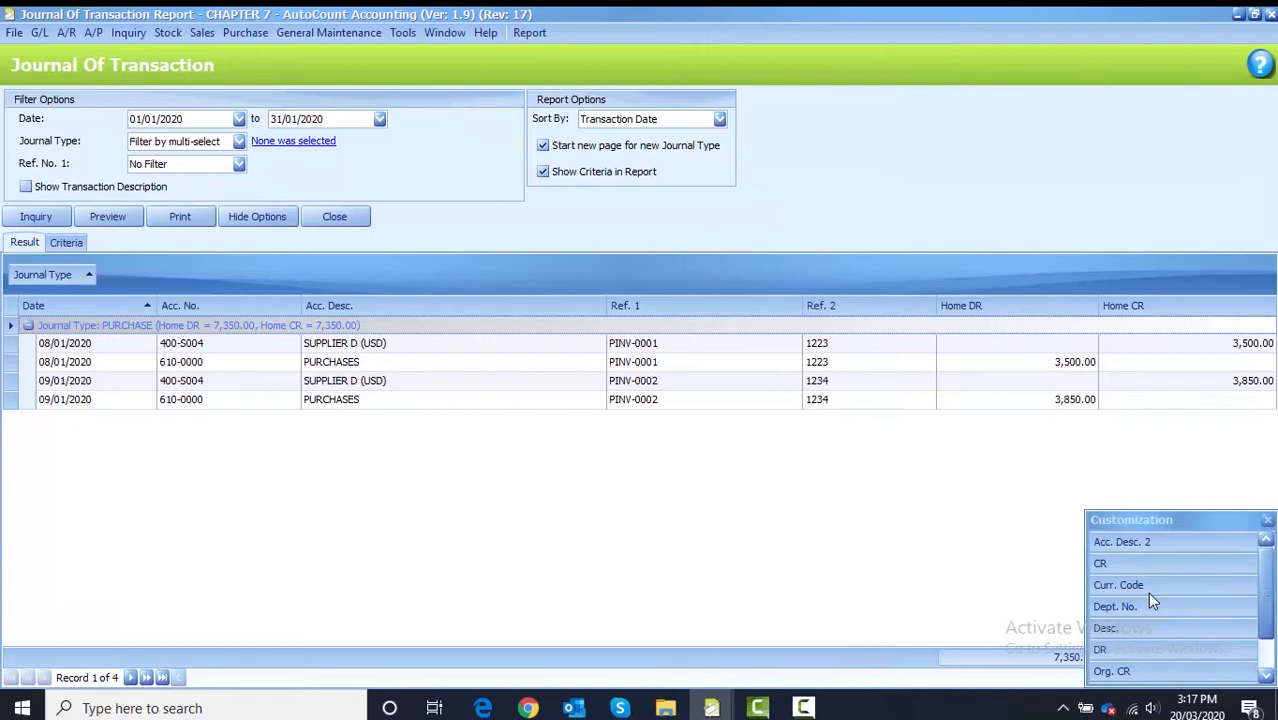 Journal Of Transaction Report - CHAPTER 7 - AutoCount Accounting (Ver: 1.9) (Rev: 17)
File G/L A/R A/P Inquiry Stock Sales Purchase General Maintenance Tools Window Help Report
Journal Of Transaction
?
Filter Options
Date: 01/01/2020 to 31/01/2020
Journal Type: Filter by multi-select None was selected
Ref. No. 1: No Filter
Show Transaction Description
Report Options
Sort By: Transaction Date
Start new page for new Journal Type
Show Criteria in Report
Inquiry Preview Print Hide Options Close
Result Criteria
Journal Type
Date Acc. No. Acc. Desc. Ref. 1 Ref. 2 Home DR Home CR
Journal Type: PURCHASE (Home DR = 7,350.00, Home CR = 7,350.00)
08/01/2020 400-S004 SUPPLIER D (USD) PINV-0001 1223 3,500.00
08/01/2020 610-0000 PURCHASES PINV-0001 1223 3,500.00
09/01/2020 400-S004 SUPPLIER D (USD) PINV-0002 1234 3,850.00
09/01/2020 610-0000 PURCHASES PINV-0002 1234 3,850.00
Customization
Acc. Desc. 2
CR
Curr. Code
Dept. No.
Desc.
DR
Org. CR
Activate Windows
Go to Settings to activate Windows.
7,350.
Record 1 of 4
Type here to search
3:17 PM
20/03/2020
8